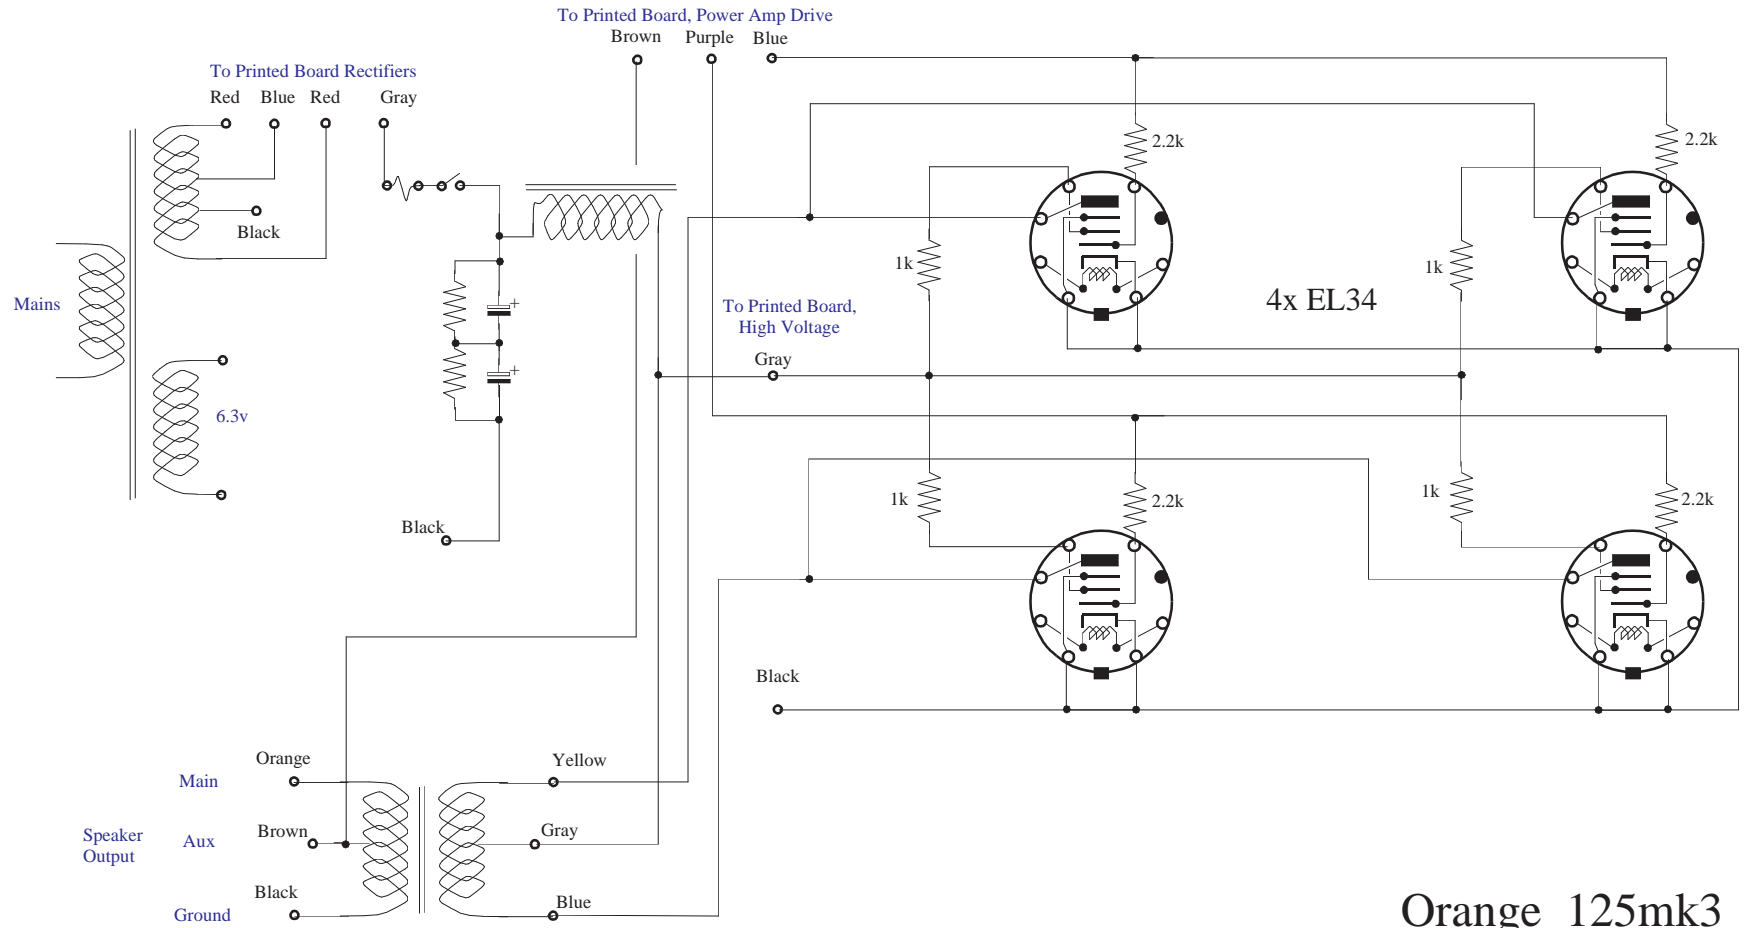 To Printed Board, Power Amp Drive
Brown Purple Blue
To Printed Board Rectifiers
Red Blue Red Gray
2.2k
2.2k
Black
1k
1k
Mains
To Printed Board,
High Voltage
4x EL34
+
Gray
+
6.3v
1k
1k
2.2k
2.2k
Black
Black
Orange
Yellow
Main
Brown
Gray
Speaker
Output
Aux
Black
Blue
Ground
Orange 125mk3